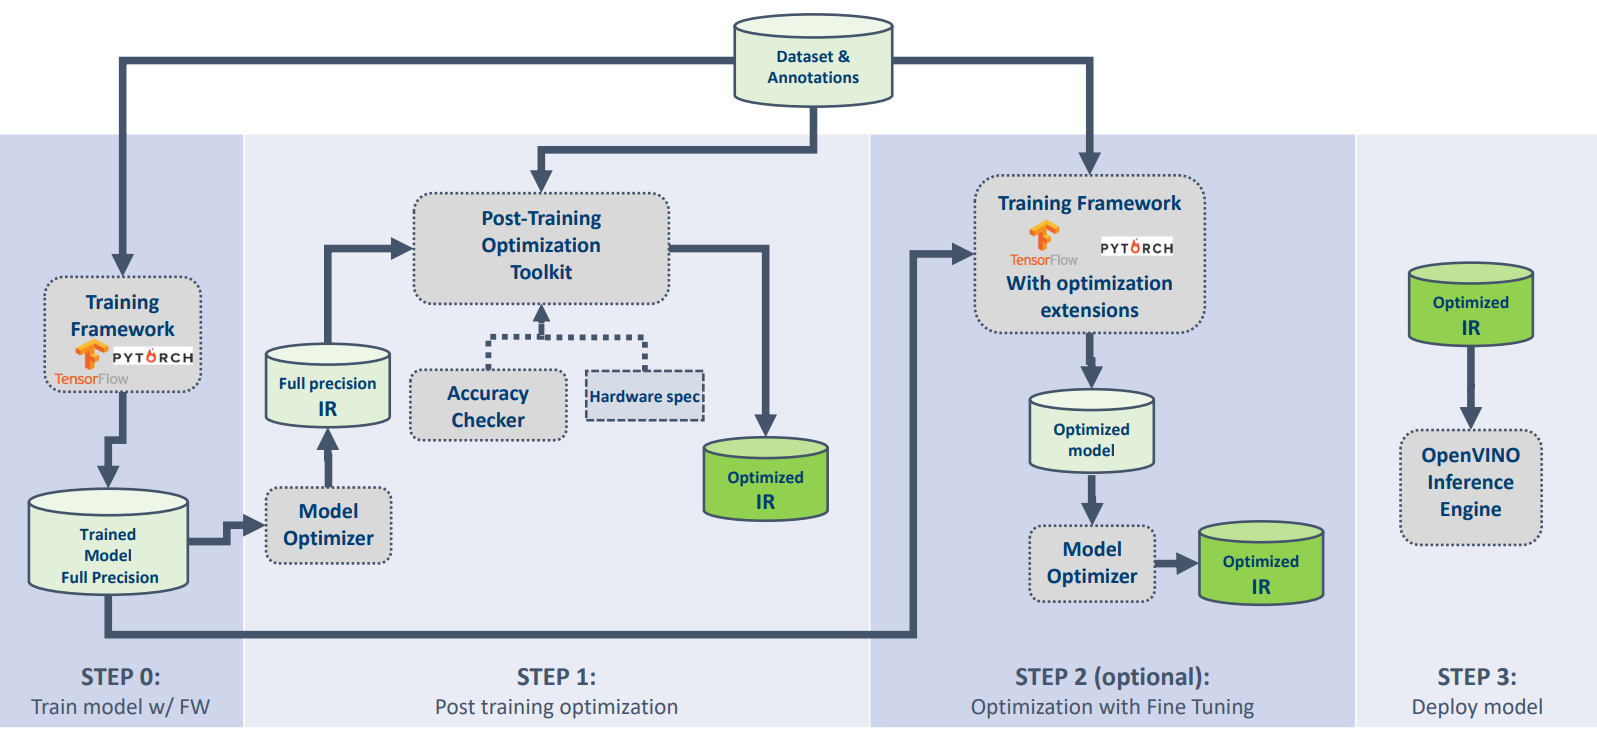 Dataset &
Annotations
Training
Framework
TensorFlow
PYTORCH
Trained
Model
Full Precision
STEP 0:
Train model w/ FW
Post-Training
Optimization
Toolkit
Full precision
IR
Accuracy
Checker
Hardware spec
Model
Optimizer
Optimized
IR
STEP 1:
Post training optimization
Training Framework
TensorFlow
PYTORCH
With optimization
extensions
Optimized
model
Model
Optimizer
Optimized
IR
STEP 2 (optional):
Optimization with Fine Tuning
Optimized
IR
OpenVINO
Inference
Engine
STEP 3:
Deploy model